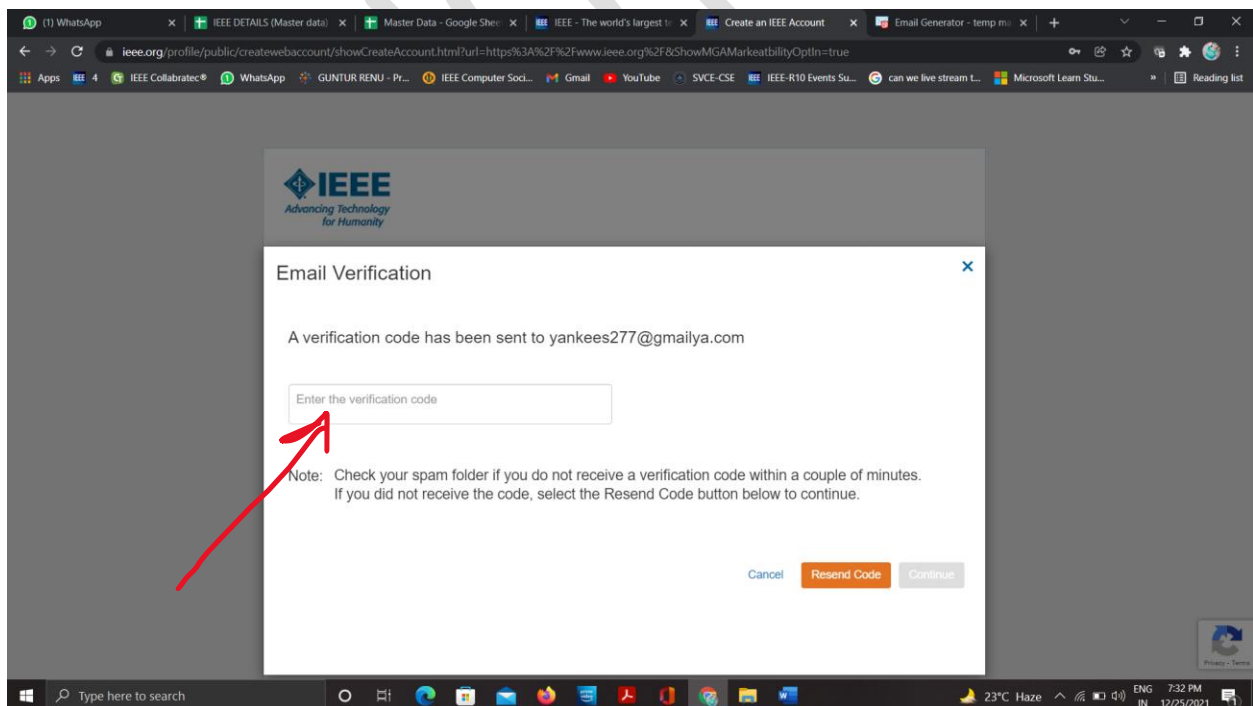 (1) WhatsApp
IEEE DETAILS (Master data)
Master Data - Google Shee
IEEE - The world's largest te
Create an IEEE Account
Email Generator - temp ma
ieee.org/profile/public/createwebaccount/showCreateAccount.html?url=https%3A%2F%2Fwww.ieee.org%2F&ShowMGAMarkeatbilityOptIn=true
Apps
4
IEEE Collabratec®
WhatsApp
GUNTUR RENU - Pr...
IEEE Computer Soci...
Gmail
YouTube
SVCE-CSE
IEEE-R10 Events Su...
can we live stream t...
Microsoft Learn Stu...
»
Reading list
IEEE
Advancing Technology
for Humanity
Email Verification
A verification code has been sent to yankees277@gmailya.com
Enter the verification code
Note: Check your spam folder if you do not receive a verification code within a couple of minutes.
If you did not receive the code, select the Resend Code button below to continue.
Cancel
Resend Code
Continue
Privacy - Terms
Type here to search
23°C Haze
ENG
IN
7:32 PM
12/25/2021